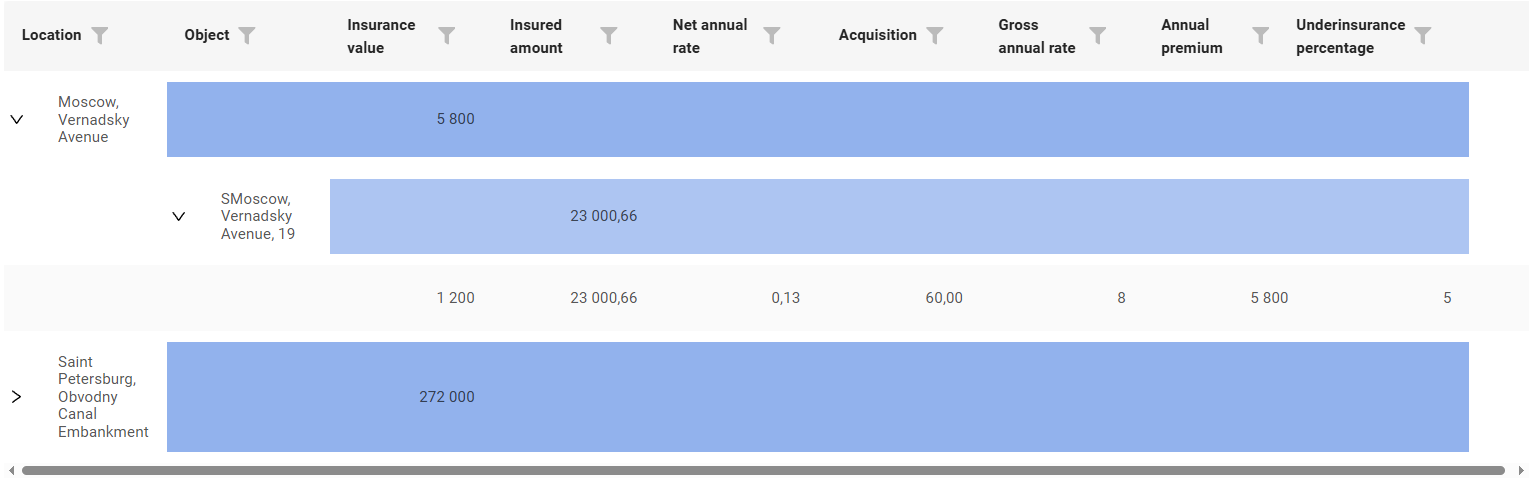 Location Object Insurance value Insured amount Net annual rate Acquisition Gross annual rate Annual premium Underinsurance percentage
Moscow,
Vernadsky
Avenue
5 800
SMoscow,
Vernadsky
Avenue, 19
23 000,66
1 200 23 000,66 0,13 60,00 8 5 800 5
Saint
Petersburg,
Obvodny
Canal
Embankment
272 000